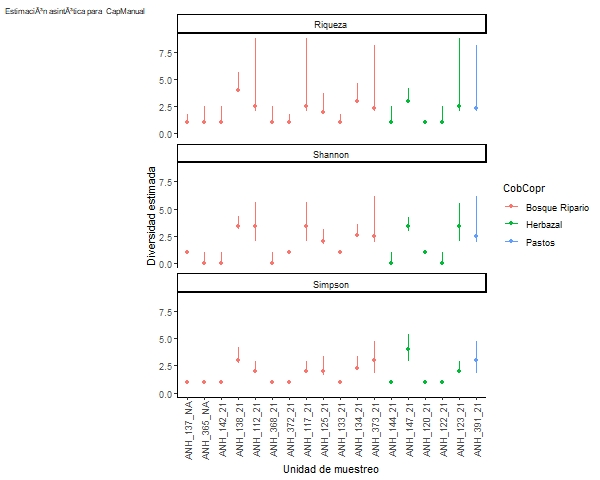 EstimaciÃ³n asintÃ³tica para CapManual
Riqueza
7.5
5.0
2.5
0.0
Shannon
7.5
5.0
2.5
0.0
Simpson
7.5
5.0
2.5
0.0
Diversidad estimada
ANH_137_NA
ANH_365_NA
ANH_142_21
ANH_138_21
ANH_112_21
ANH_368_21
ANH_372_21
ANH_117_21
ANH_125_21
ANH_133_21
ANH_134_21
ANH_373_21
ANH_144_21
ANH_147_21
ANH_120_21
ANH_122_21
ANH_123_21
ANH_391_21
Unidad de muestreo
CobCopr
Bosque Ripario
Herbazal
Pastos